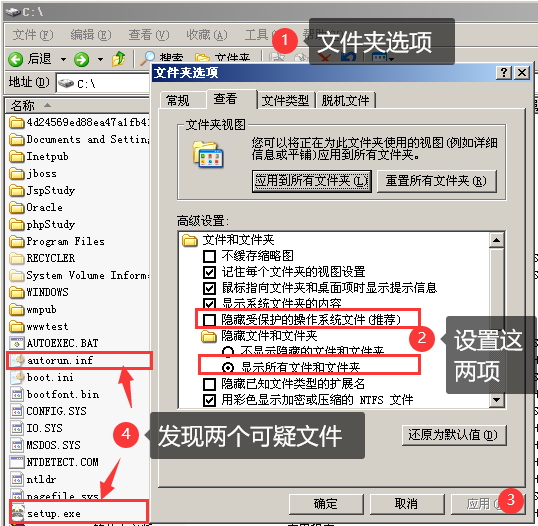 C:\
文件(F) 编辑(E) 查看(V) 收藏(A) 工具
1 文件夹选项
后退 搜索 文件夹
地址(D) C:\
名称
4d24569ed88ea47a1fb41
Documents and Setting
Inetpub
jboss
JspStudy
Oracle
phpStudy
Program Files
RECYCLER
System Volume Inform
WINDOWS
wmpub
wwwtest
AUTOEXEC.BAT
autorun.inf
boot.ini
bootfont.bin
CONFIG.SYS
IO.SYS
MSDOS.SYS
NTDETECT.COM
ntldr
pagefile.sys
setup.exe
4 发现两个可疑文件
文件夹选项
常规 查看 文件类型 脱机文件
文件夹视图
您可以将正在为此文件夹使用的视图(例如详细
信息或平铺)应用到所有文件夹。
应用到所有文件夹(L) 重置所有文件夹(R)
高级设置:
文件和文件夹
不缓存缩略图
记住每个文件夹的视图设置
鼠标指向文件夹和桌面项时显示提示信息
显示系统文件夹的内容
隐藏受保护的操作系统文件(推荐)
隐藏文件和文件夹
不显示隐藏的文件和文件夹
显示所有文件和文件夹
隐藏已知文件类型的扩展名
用彩色显示加密或压缩的 NTFS 文件
2 设置这
两项
还原为默认值(D)
确定 取消 应用
3